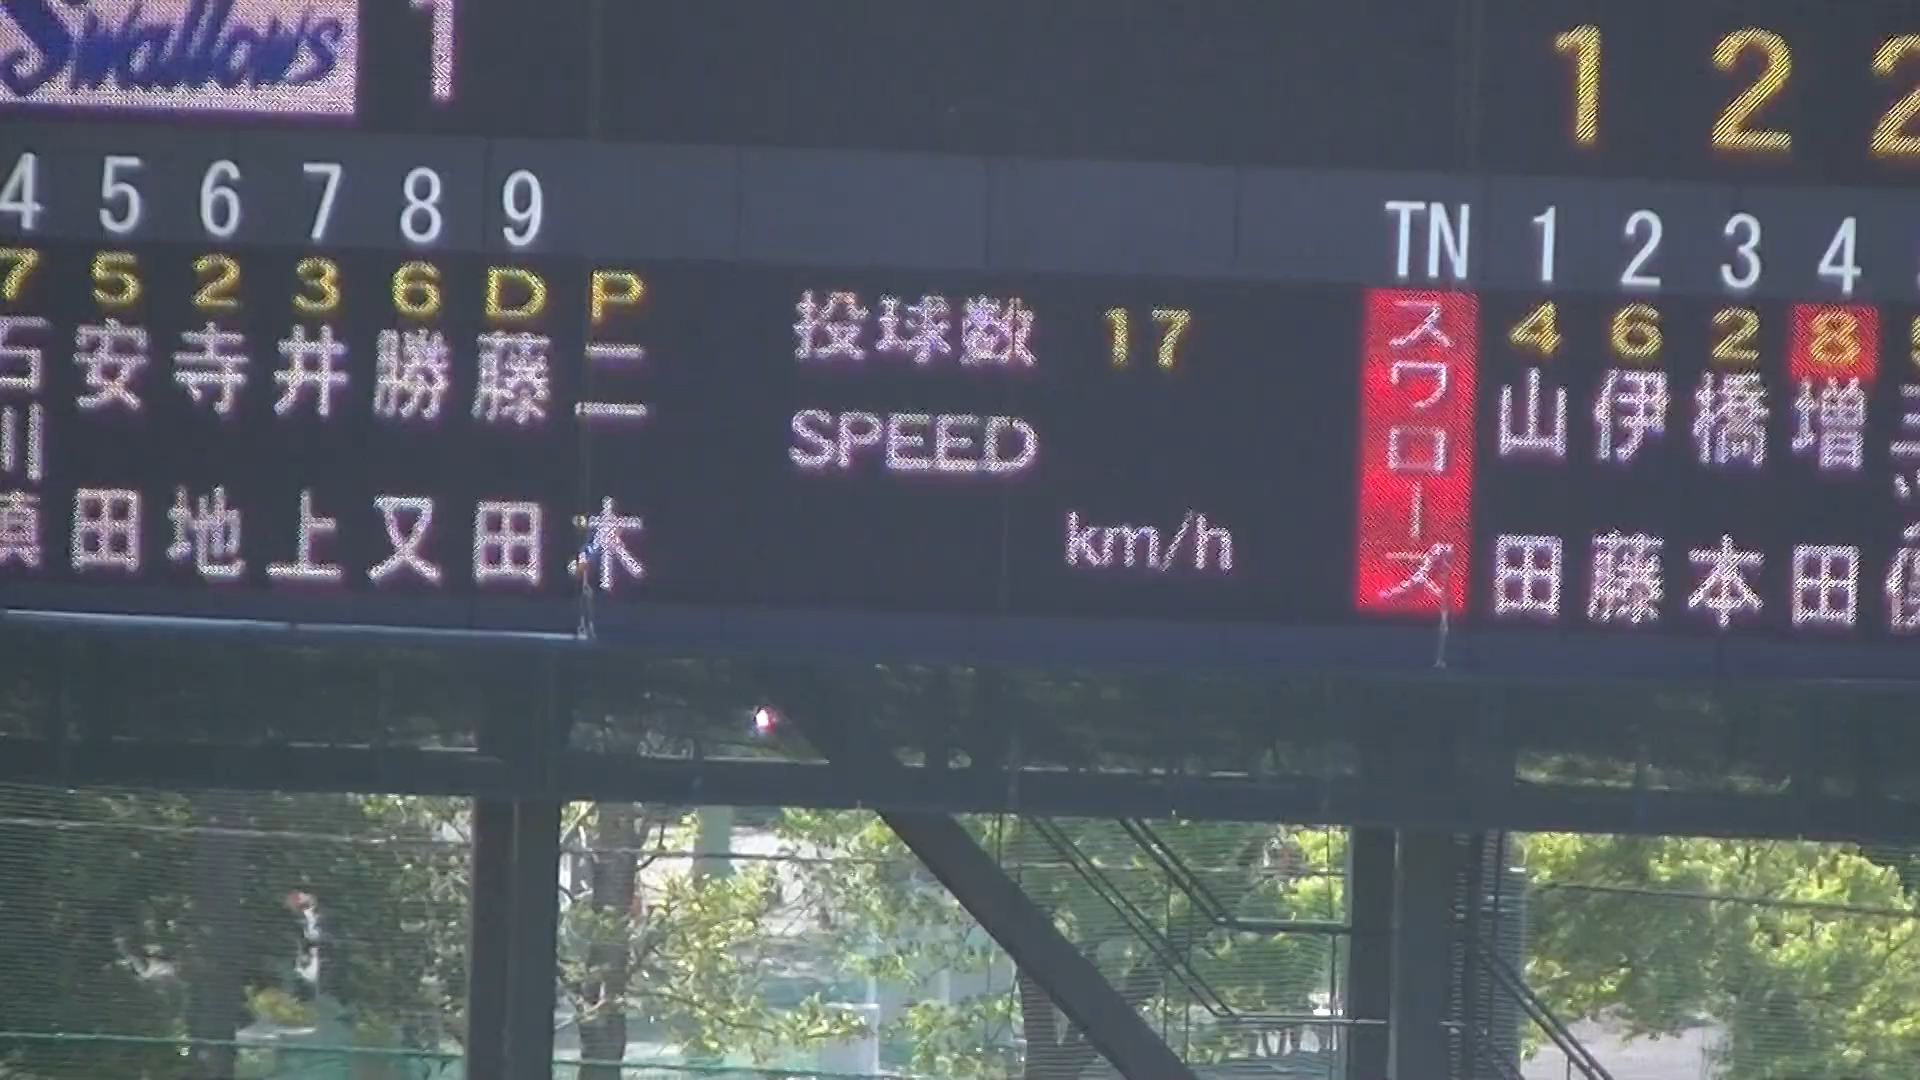 Swallows 1
1 2 2
4 5 6 7 8 9
TN 1 2 3 4
7 5 2 3 6 D P
石川慎 安田 寺地 井上 勝又 藤田 二木
投球数 17
SPEED
km/h
スワローズ
4 6 2 8
山田 伊藤 橋本 増田